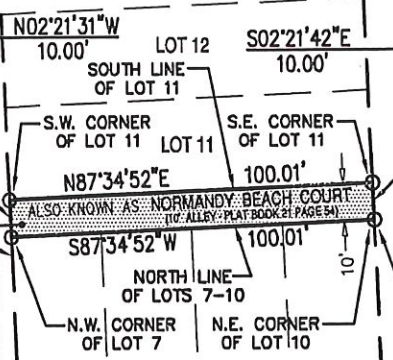 N02°21'31"W
10.00'
LOT 12
S02°21'42"E
10.00'
SOUTH LINE
OF LOT 11
S.W. CORNER
OF LOT 11
LOT 11
S.E. CORNER
OF LOT 11
N87°34'52"E 100.01'
ALSO KNOWN AS NORMANDY BEACH COURT
(10' ALLEY-PLAT BOOK 21 PAGE 54)
S87°34'52"W 100.01'
10'
NORTH LINE
OF LOTS 7-10
N.W. CORNER
OF LOT 7
N.E. CORNER
OF LOT 10